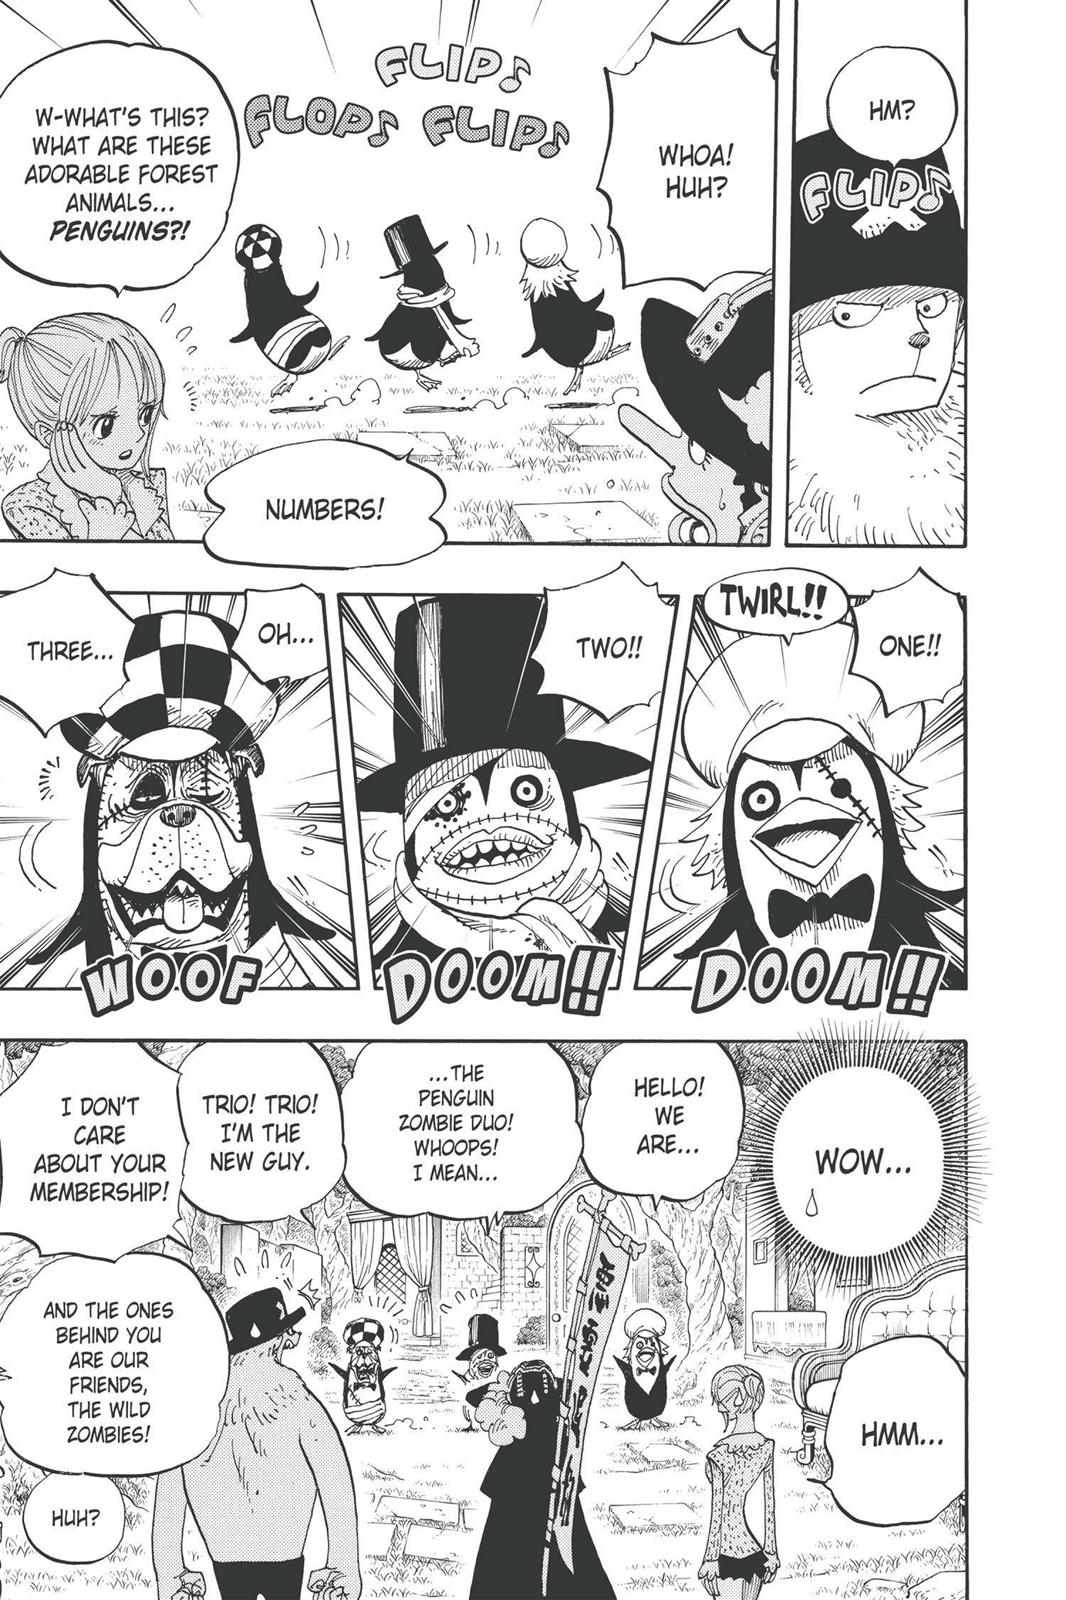 HM?
FLIP♪
WHOA!
HUH?
FLIP♪
FLOP♪ FLIP♪
W-WHAT'S THIS?
WHAT ARE THESE
ADORABLE FOREST
ANIMALS...
PENGUINS?!
NUMBERS!
ONE!!
TWIRL!!
DOOM!!
TWO!!
DOOM!!
OH...
THREE...
WOOF
WOW...
HELLO!
WE
ARE...
...THE
PENGUIN
ZOMBIE DUO!
WHOOPS!
I MEAN...
TRIO! TRIO!
I'M THE
NEW GUY.
I DON'T
CARE
ABOUT YOUR
MEMBERSHIP!
AND THE ONES
BEHIND YOU
ARE OUR
FRIENDS,
THE WILD
ZOMBIES!
HMM...
HUH?